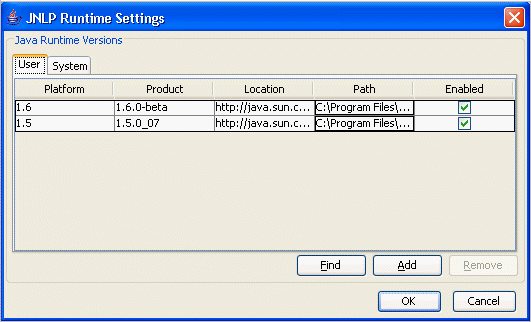 JNLP Runtime Settings
Java Runtime Versions
User System
Platform Product Location Path Enabled
1.6 1.6.0-beta http://java.sun.c... C:\Program Files\...
1.5 1.5.0_07 http://java.sun.c... C:\Program Files\...
Find Add Remove
OK Cancel